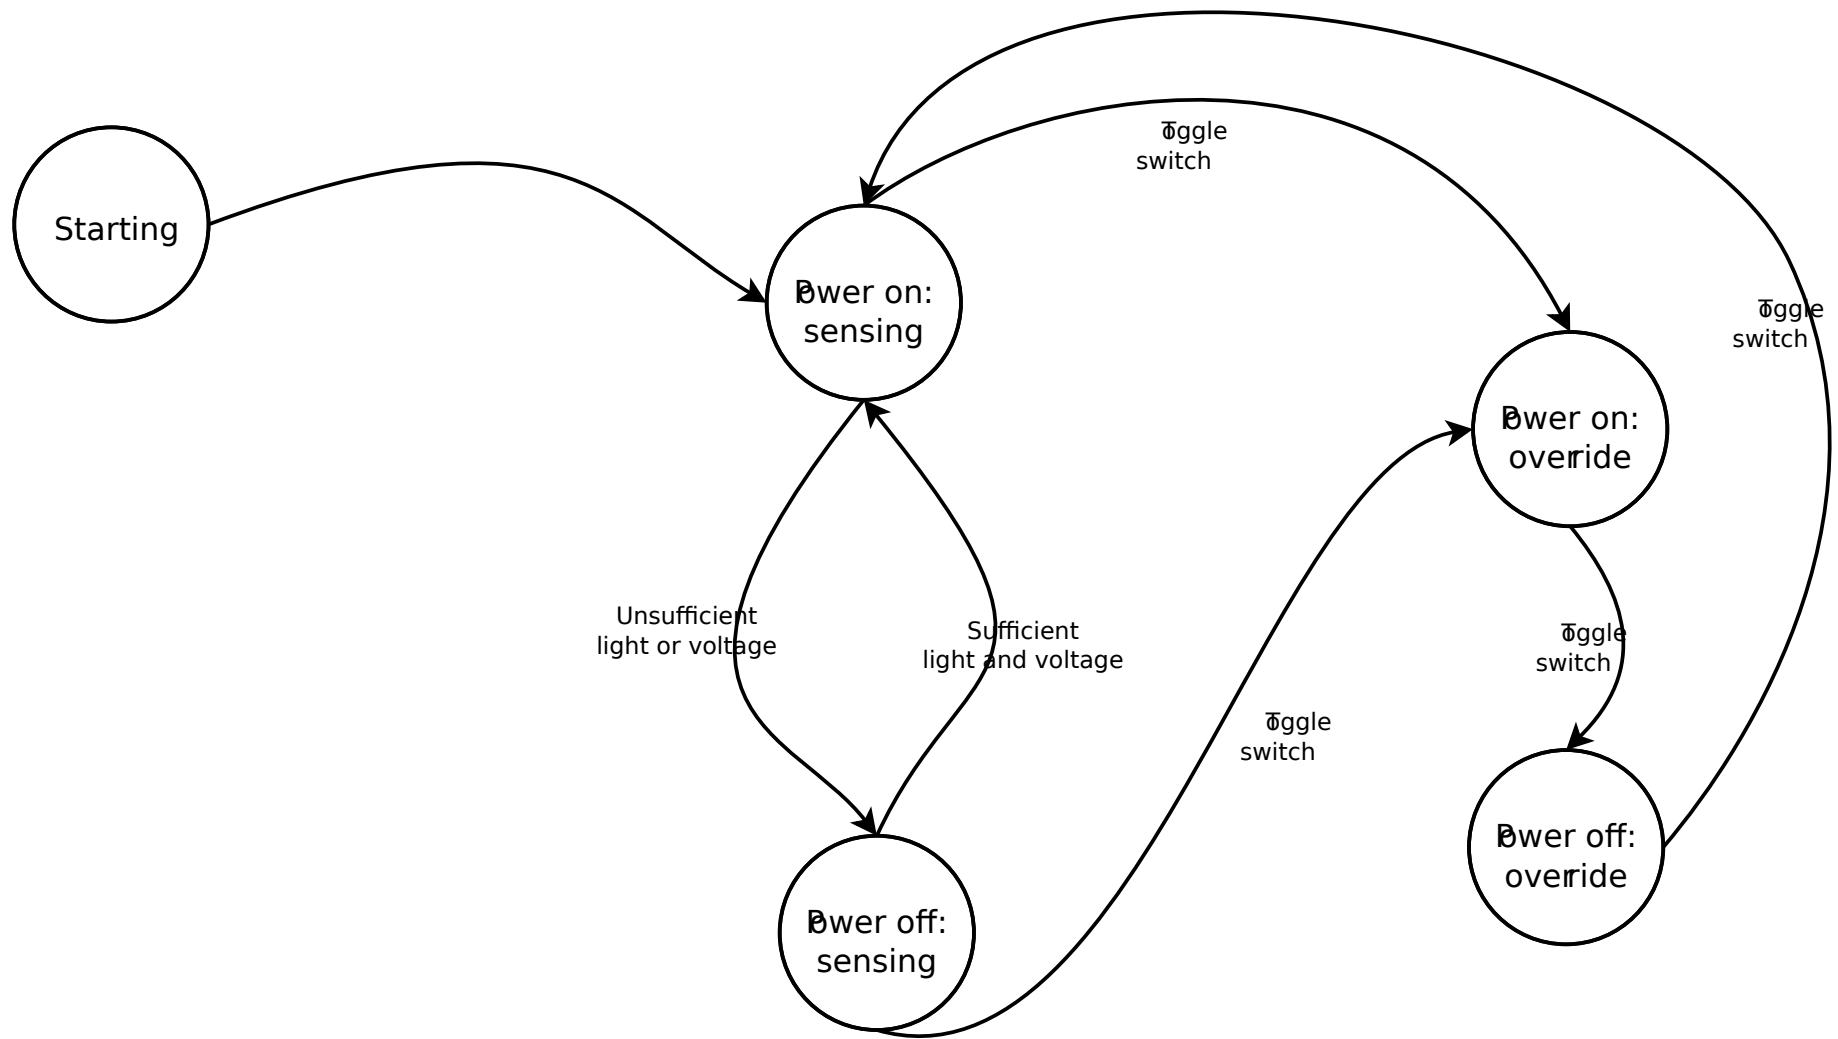 Starting
Power on:
sensing
Toggle
switch
Toggle
switch
Power on:
override
Unsufficient
light or voltage
Sufficient
light and voltage
Toggle
switch
Toggle
switch
Power off:
override
Power off:
sensing